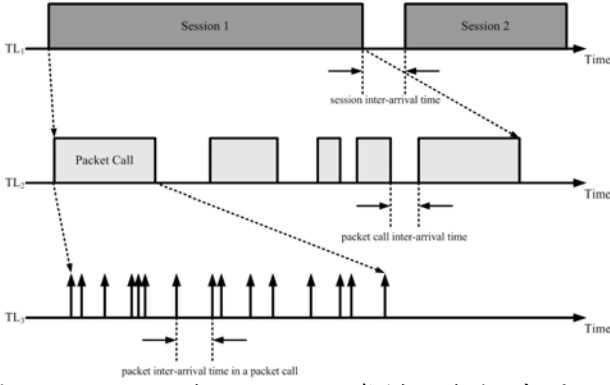 Session 1
Session 2
TL1
Time
session inter-arrival time
Packet Call
TL2
Time
packet call inter-arrival time
TL3
Time
packet inter-arrival time in a packet call